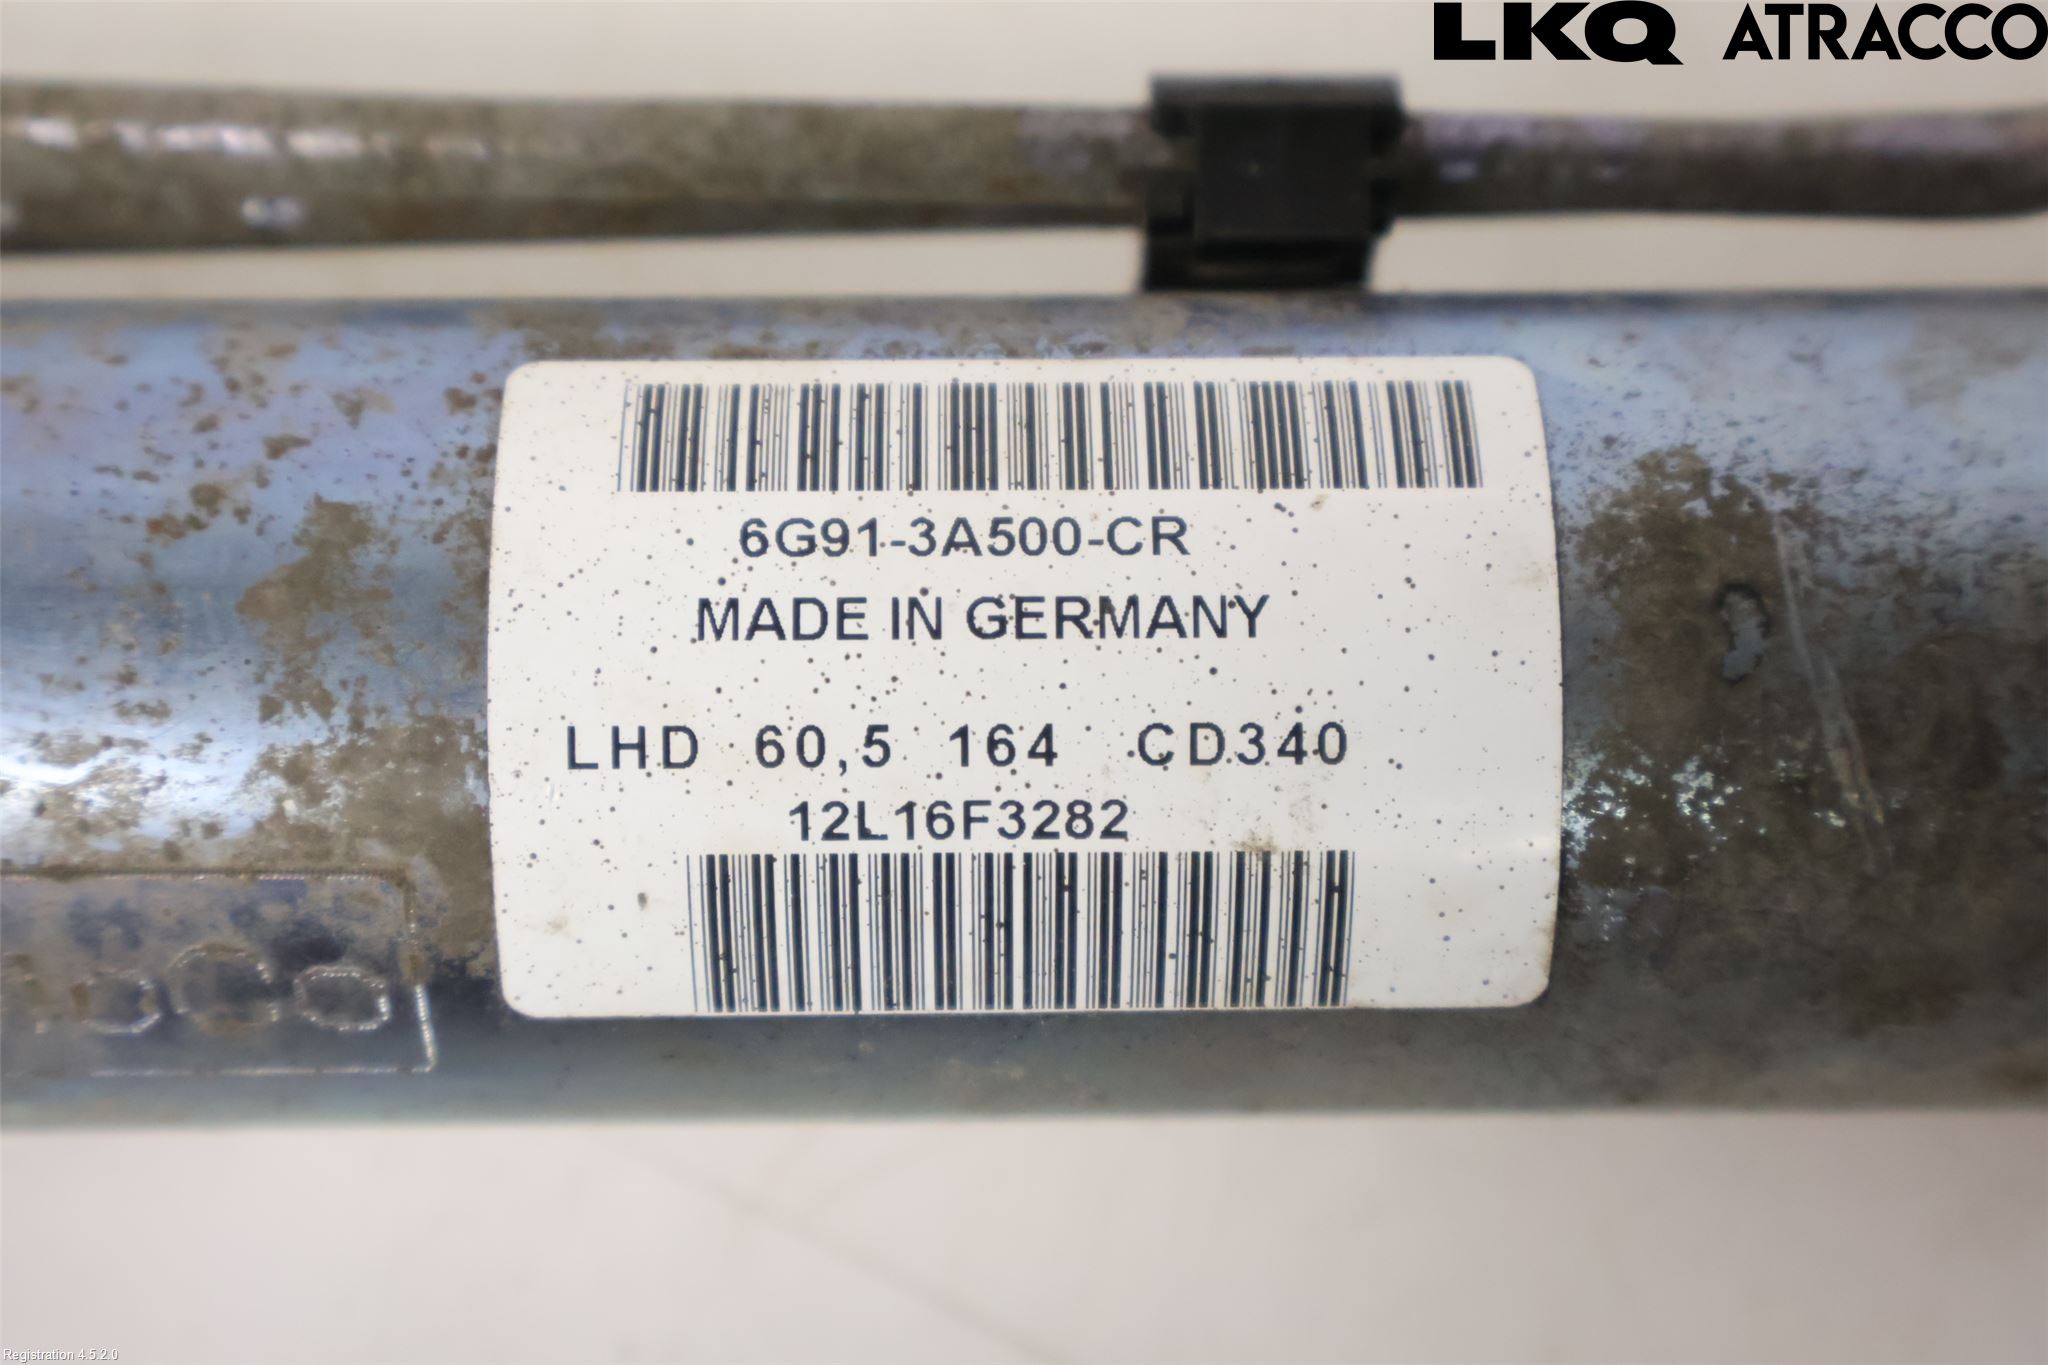 LKQ ATRACCO
6G91-3A500-CR
MADE IN GERMANY
LHD 60,5 164 CD340
12L16F3282
Registration 4.5.2.0